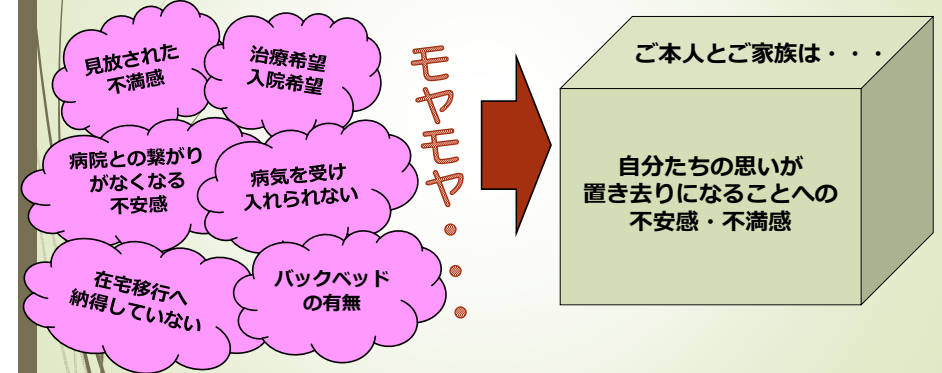 見放された
不満感
治療希望
入院希望
病院との繋がり
がなくなる
不安感
病気を受け
入れられない
在宅移行へ
納得していない
バックベッド
の有無
モヤモヤ・・・
ご本人とご家族は・・・
自分たちの思いが
置き去りになることへの
不安感・不満感